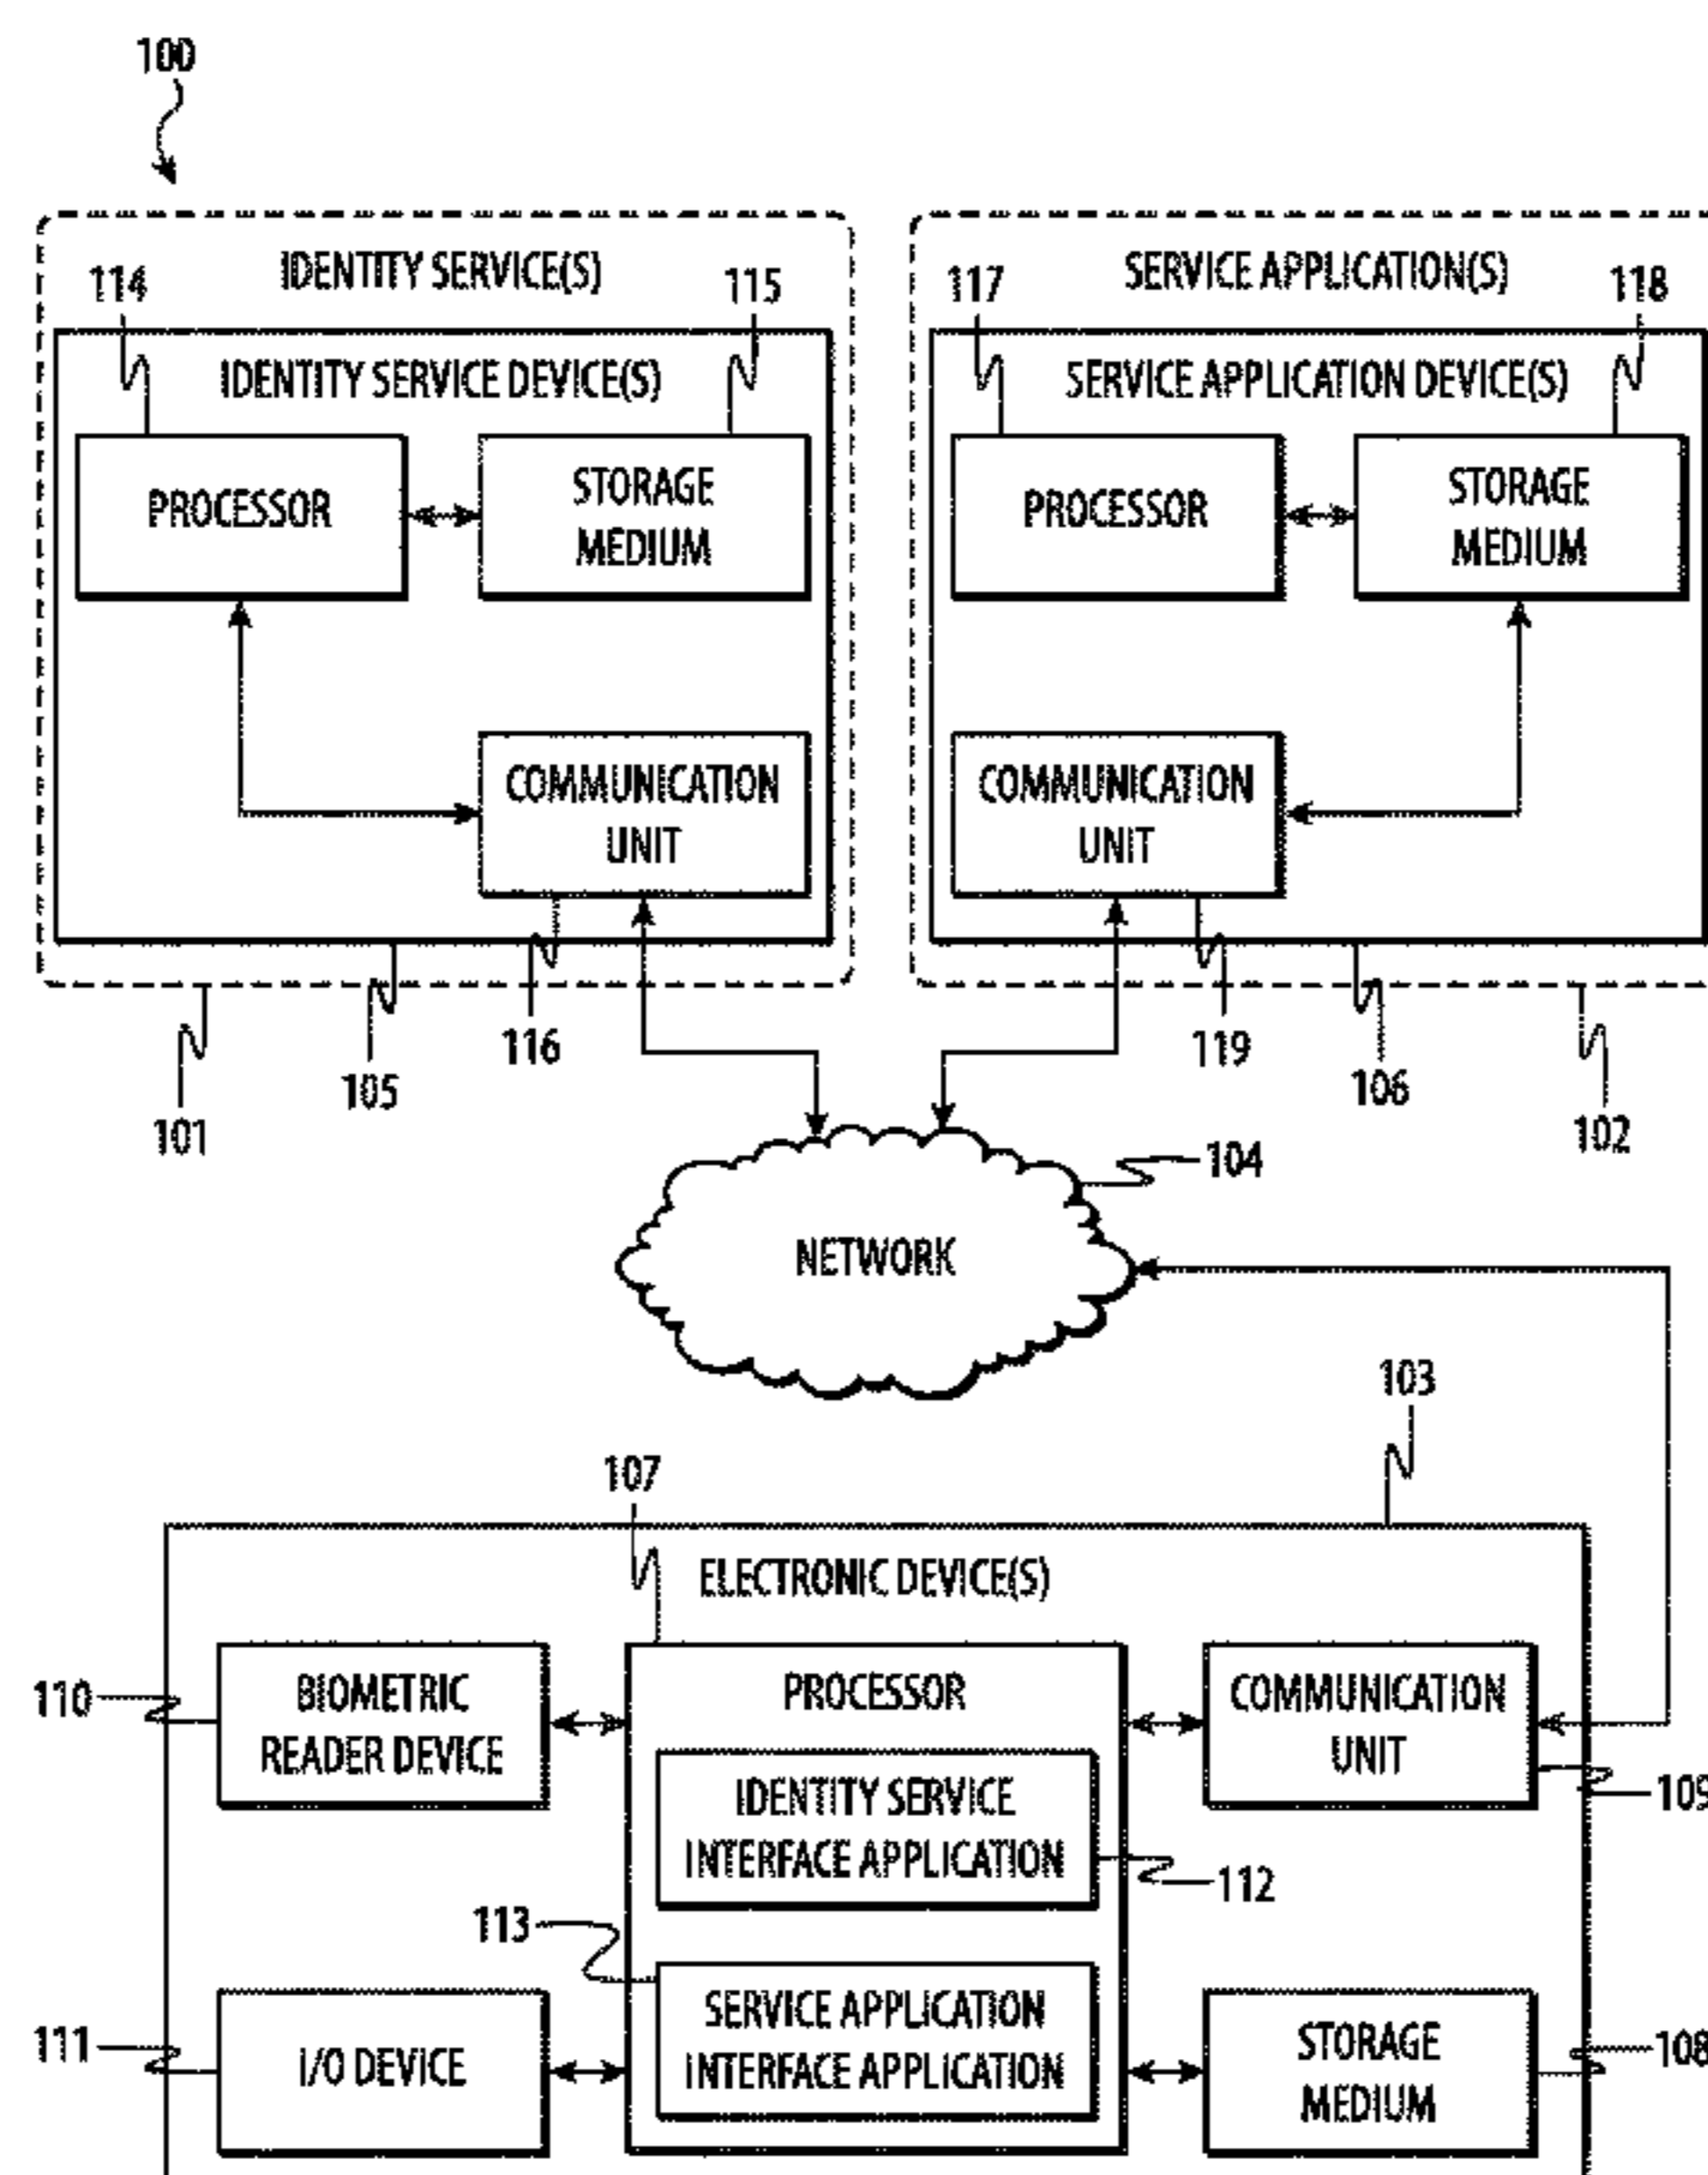 100
IDENTITY SERVICE(S)
114
115
IDENTITY SERVICE DEVICE(S)
PROCESSOR
STORAGE
MEDIUM
COMMUNICATION
UNIT
116
105
101
SERVICE APPLICATION(S)
117
118
SERVICE APPLICATION DEVICE(S)
PROCESSOR
STORAGE
MEDIUM
COMMUNICATION
UNIT
119
106
102
104
NETWORK
103
107
ELECTRONIC DEVICE(S)
110
BIOMETRIC
READER DEVICE
PROCESSOR
COMMUNICATION
UNIT
109
IDENTITY SERVICE
INTERFACE APPLICATION
112
113
SERVICE APPLICATION
INTERFACE APPLICATION
111
I/O DEVICE
STORAGE
MEDIUM
108